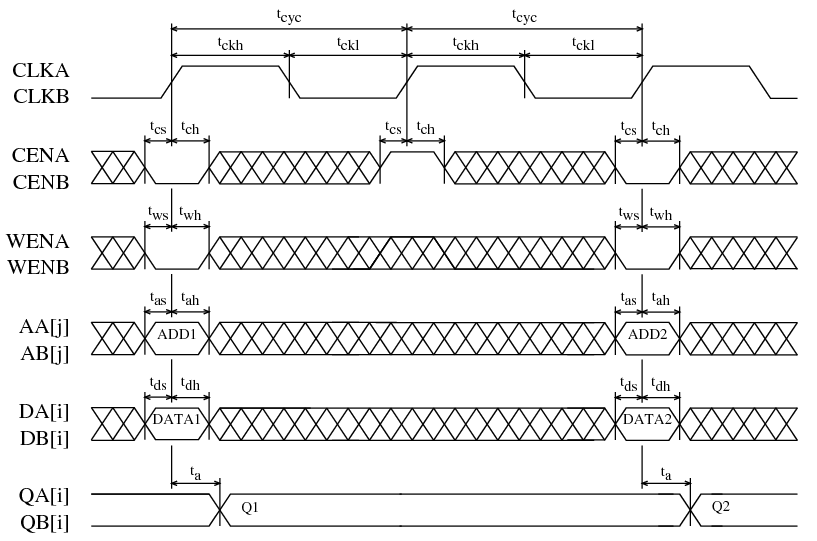 tcyc tcyc
tckh tckl tckh tckl
CLKA
CLKB
tcs tch tcs tch tcs tch
CENA
CENB
tws twh tws twh
WENA
WENB
tas tah tas tah
AA[j] ADD1 ADD2
AB[j]
tds tdh tds tdh
DA[i] DATA1 DATA2
DB[i]
ta ta
QA[i] Q1 Q2
QB[i]